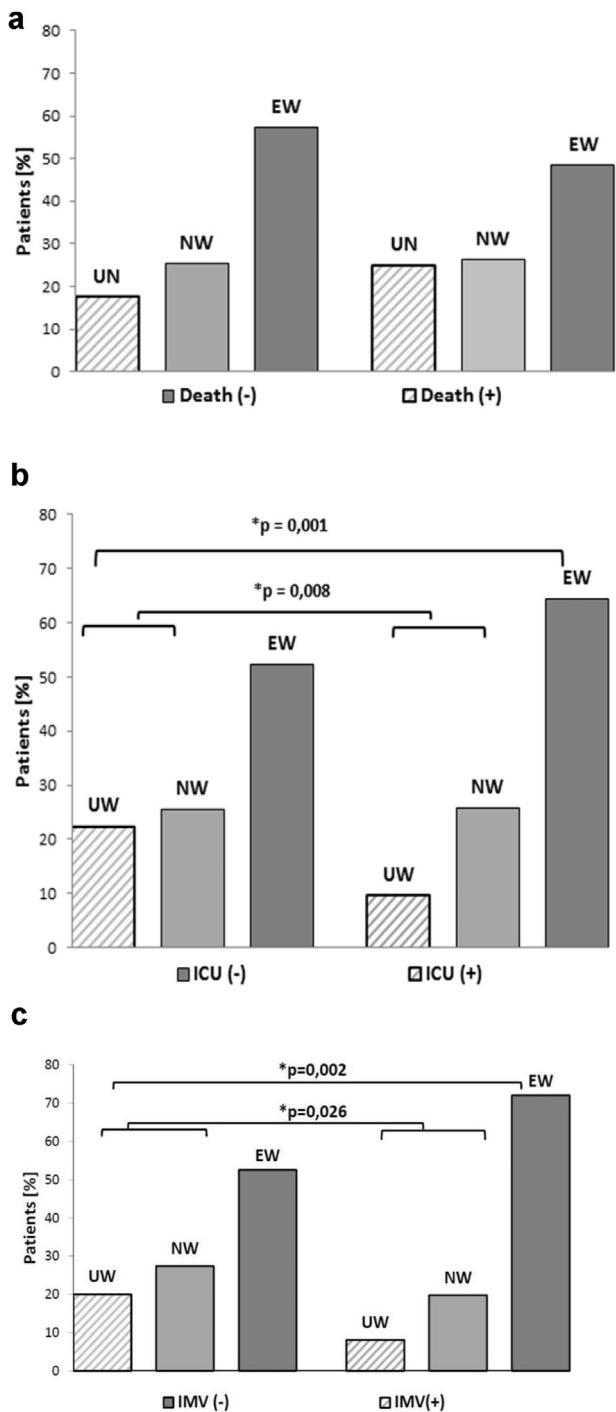 a
Patients [%]
80
70
60
50
40
30
20
10
0
UN
NW
EW
UN
NW
EW
Death (-)
Death (+)
b
Patients [%]
80
70
60
50
40
30
20
10
0
*p = 0,001
*p = 0,008
UW
NW
EW
UW
NW
EW
ICU (-)
ICU (+)
c
Patients [%]
80
70
60
50
40
30
20
10
0
*p=0,002
*p=0,026
UW
NW
EW
UW
NW
EW
IMV (-)
IMV(+)